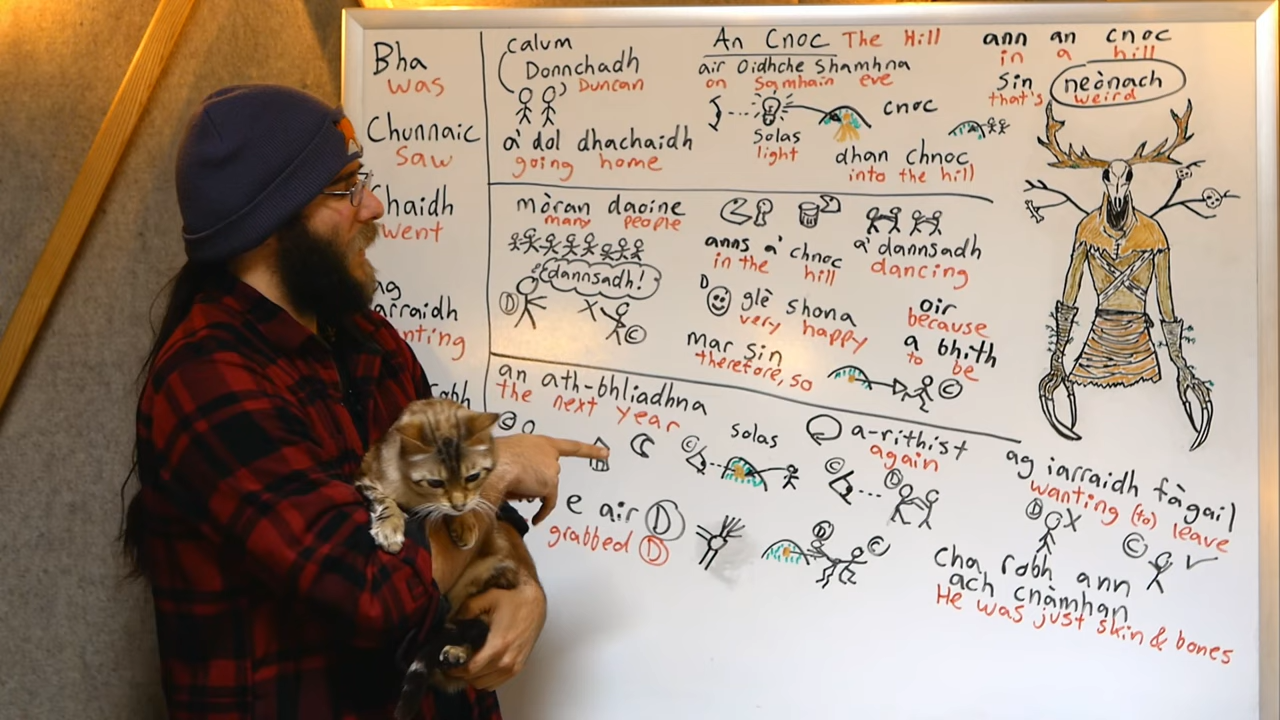 Bha
was
Chunnaic
Saw
Chaidh
went
ag
iarraidh
wanting
robh
calum
Donnchadh
Duncan
a' dol dhachaidh
going home
An Cnoc The Hill
air Oidhche Shamhna
on Samhain eve
cnoc
Solas
light
dhan chnoc
into the hill
ann an cnoc
in a hill
Sin neònach
that's weird
mòran daoine
many people
dannsadh!
D
X
C
anns a' chnoc
in the hill
a' dannsadh
dancing
D
glè shona
very happy
oir
because
a bhith
to be
mar sin
therefore, so
C
an ath-bhliadhna
the next year
C
C
Solas
a-rithist
again
C
D
e air D
grabbed D
D
C
ag iarraidh fàgail
wanting (to) leave
D X
C ✓
cha robh ann
ach cnàmhan
He was just skin & bones